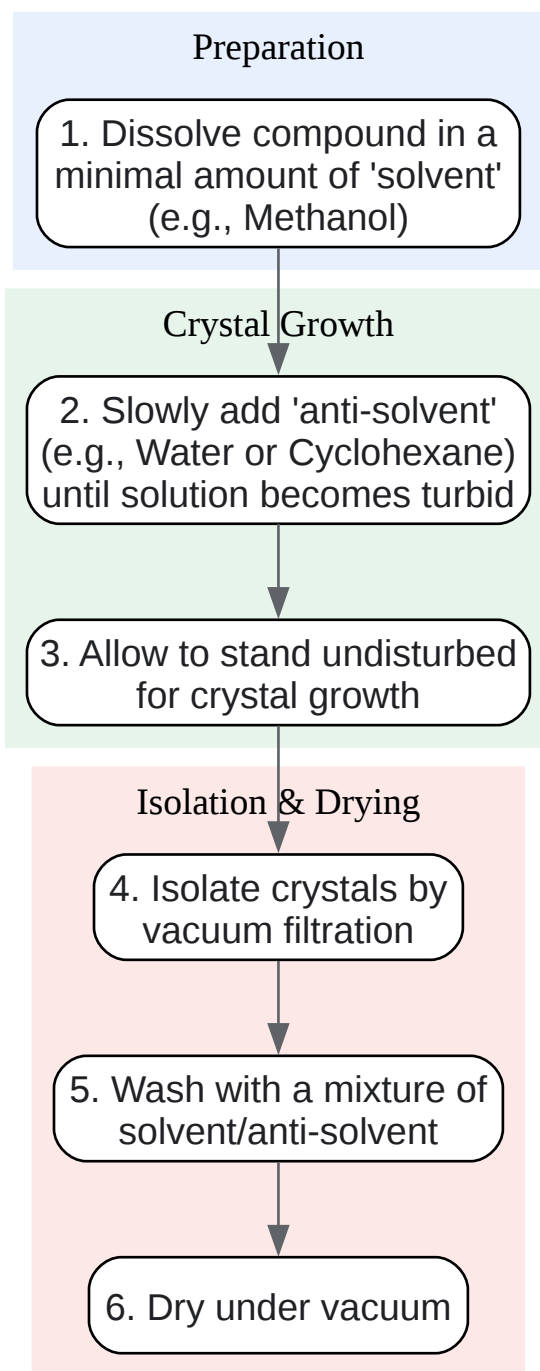 Preparation
1. Dissolve compound in a
minimal amount of 'solvent'
(e.g., Methanol)
Crystal Growth
2. Slowly add 'anti-solvent'
(e.g., Water or Cyclohexane)
until solution becomes turbid
3. Allow to stand undisturbed
for crystal growth
Isolation & Drying
4. Isolate crystals by
vacuum filtration
5. Wash with a mixture of
solvent/anti-solvent
6. Dry under vacuum